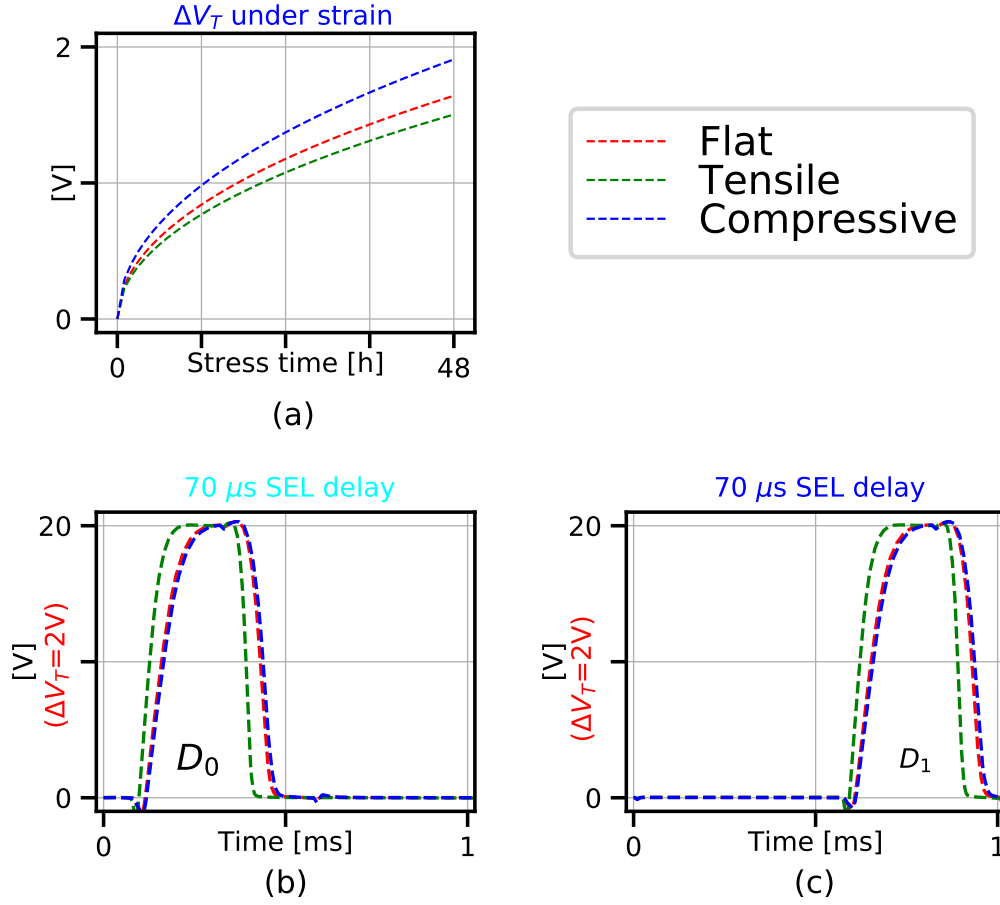 ΔV_T under strain
2
[V]
0
0
Stress time [h]
48
(a)
Flat
Tensile
Compressive
70 μs SEL delay
20
[V]
(ΔV_T=2V)
0
D_0
0
Time [ms]
1
(b)
70 μs SEL delay
20
[V]
(ΔV_T=2V)
0
D_1
0
Time [ms]
1
(c)